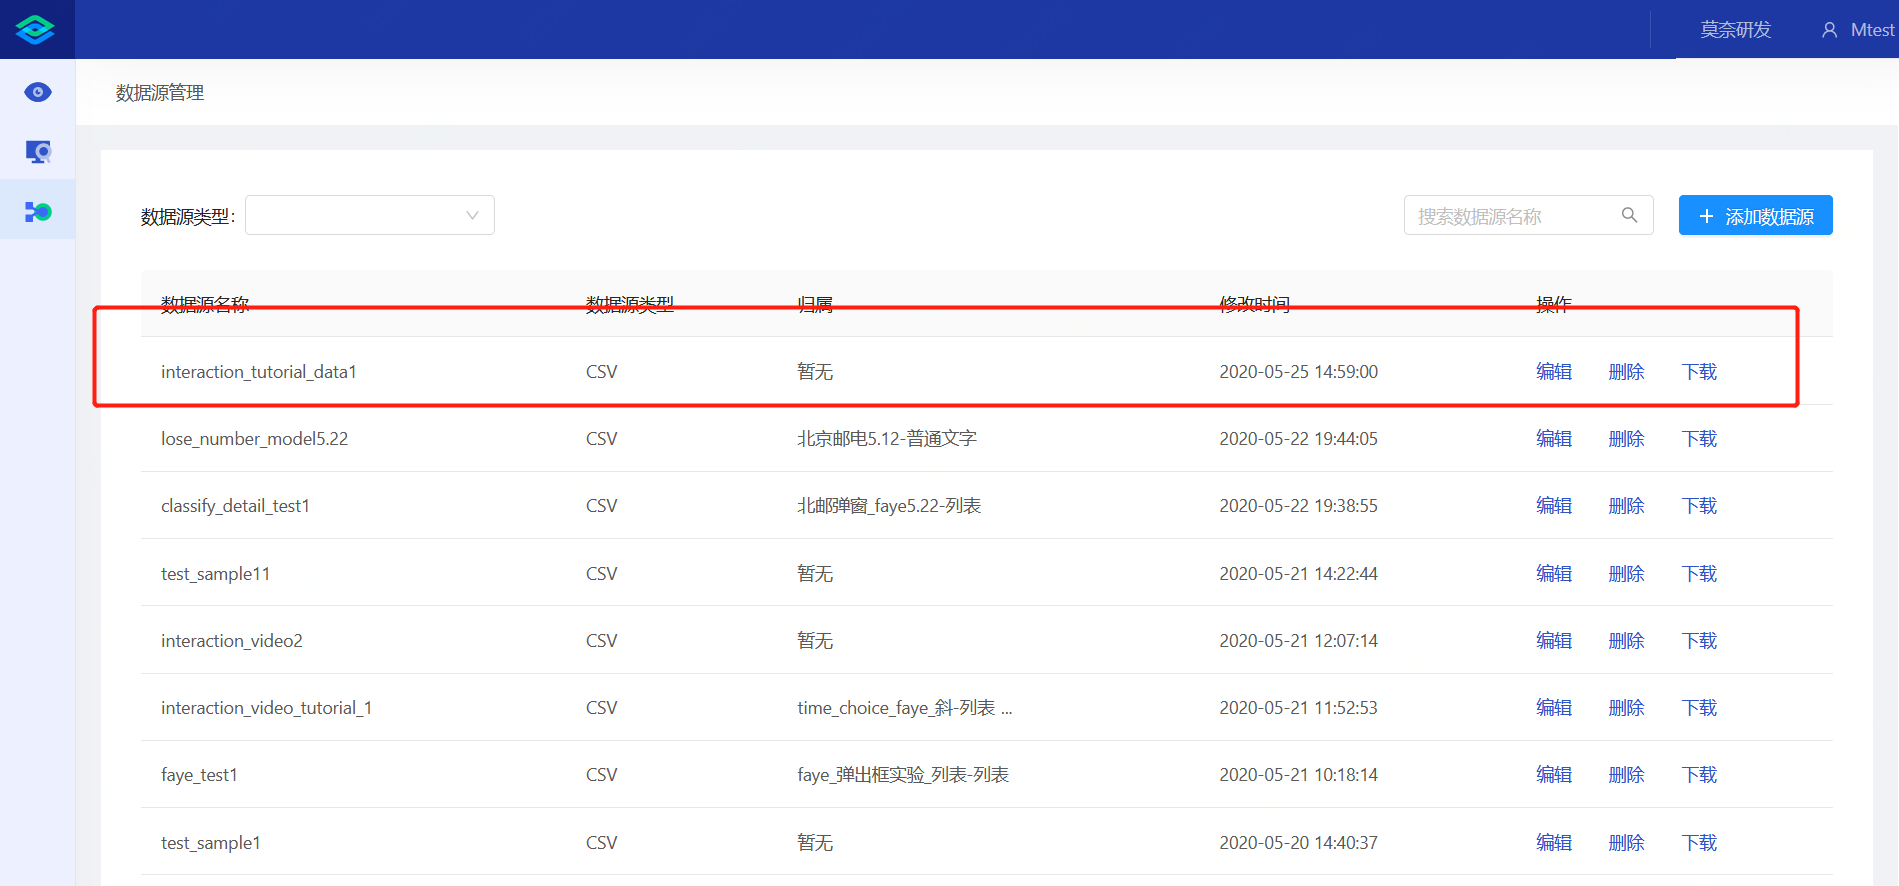 莫奈研发 Mtest
数据源管理
数据源类型： 搜索数据源名称 添加数据源
数据源名称 数据源类型 归属 修改时间 操作
interaction_tutorial_data1 CSV 暂无 2020-05-25 14:59:00 编辑 删除 下载
lose_number_model5.22 CSV 北京邮电5.12-普通文字 2020-05-22 19:44:05 编辑 删除 下载
classify_detail_test1 CSV 北邮弹窗_faye5.22-列表 2020-05-22 19:38:55 编辑 删除 下载
test_sample11 CSV 暂无 2020-05-21 14:22:44 编辑 删除 下载
interaction_video2 CSV 暂无 2020-05-21 12:07:14 编辑 删除 下载
interaction_video_tutorial_1 CSV time_choice_faye_斜-列表 ... 2020-05-21 11:52:53 编辑 删除 下载
faye_test1 CSV faye_弹出框实验_列表-列表 2020-05-21 10:18:14 编辑 删除 下载
test_sample1 CSV 暂无 2020-05-20 14:40:37 编辑 删除 下载